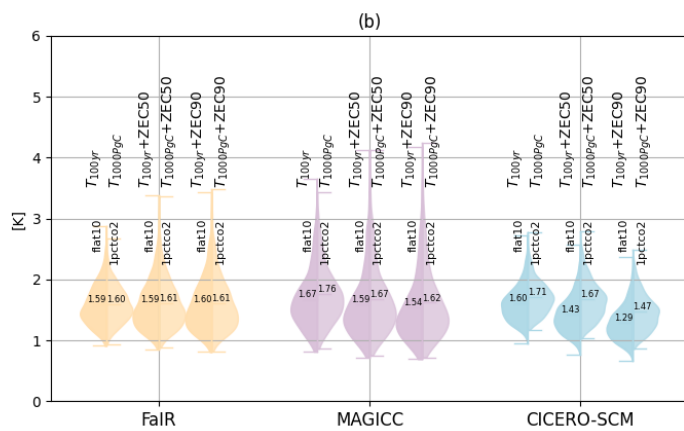 (b)
[K]
6
5
4
3
2
1
0
T100yr
T1000PgC
T100yr+ZEC50
T1000PgC+ZEC50
T100yr+ZEC90
T1000PgC+ZEC90
T100yr
T1000PgC
T100yr+ZEC50
T1000PgC+ZEC50
T100yr+ZEC90
T1000PgC+ZEC90
T100yr
T1000PgC
T100yr+ZEC50
T1000PgC+ZEC50
T100yr+ZEC90
T1000PgC+ZEC90
flat10
1pctco2
flat10
1pctco2
flat10
1pctco2
flat10
1pctco2
flat10
1pctco2
flat10
1pctco2
flat10
1pctco2
flat10
1pctco2
flat10
1pctco2
1.59 1.60
1.59 1.61
1.60 1.61
1.67 1.76
1.59 1.67
1.54 1.62
1.60 1.71
1.43 1.67
1.29 1.47
FaIR
MAGICC
CICERO-SCM